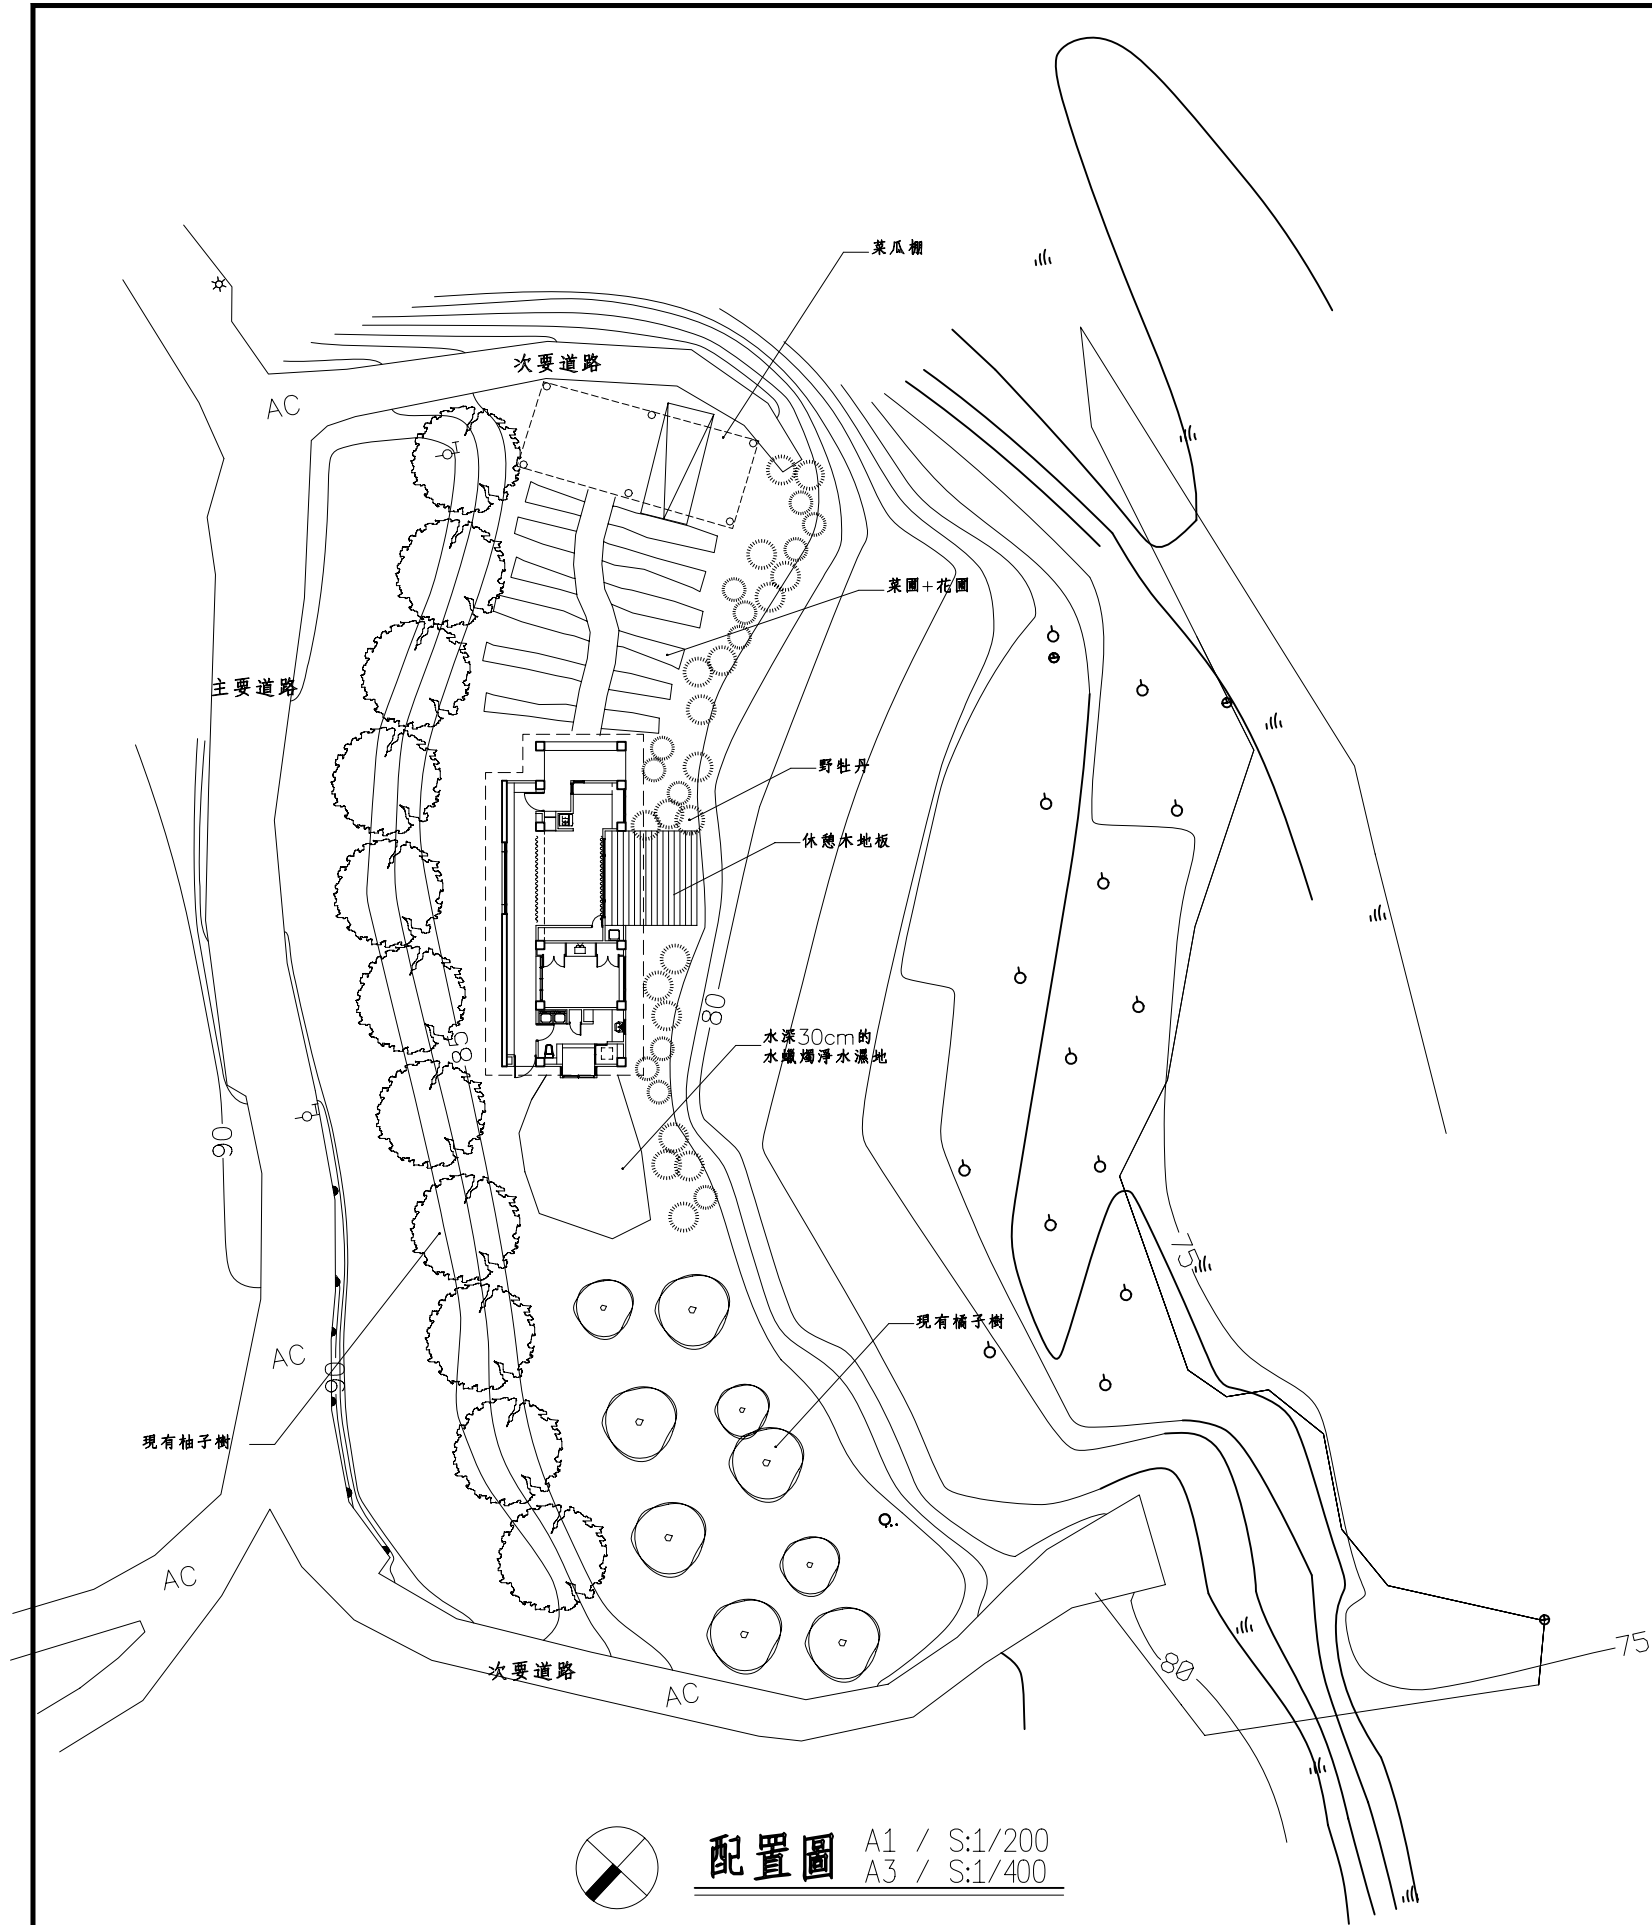 菜瓜棚
次要道路
AC
菜圃+花圃
主要道路
野牡丹
休憩木地板
80
水深30cm的
水蠟燭淨水濕地
85
90
75
現有橘子樹
AC
90
現有柚子樹
AC
75
80
次要道路
AC
配置圖
A1 / S:1/200
A3 / S:1/400